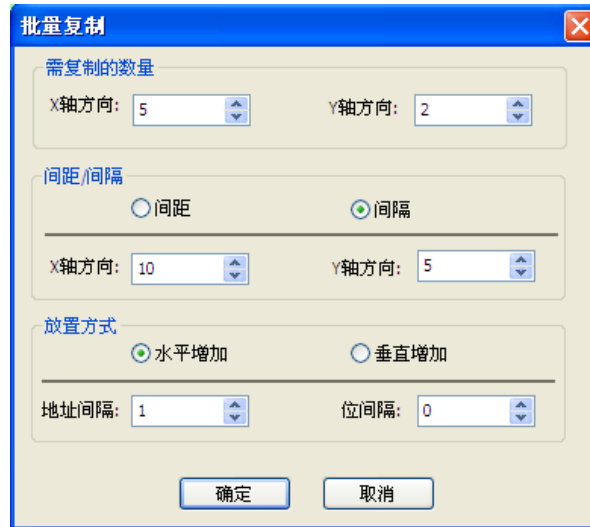 批量复制
需复制的数量
X轴方向: 5 Y轴方向: 2
间距/间隔
间距 间隔
X轴方向: 10 Y轴方向: 5
放置方式
水平增加 垂直增加
地址间隔: 1 位间隔: 0
确定 取消